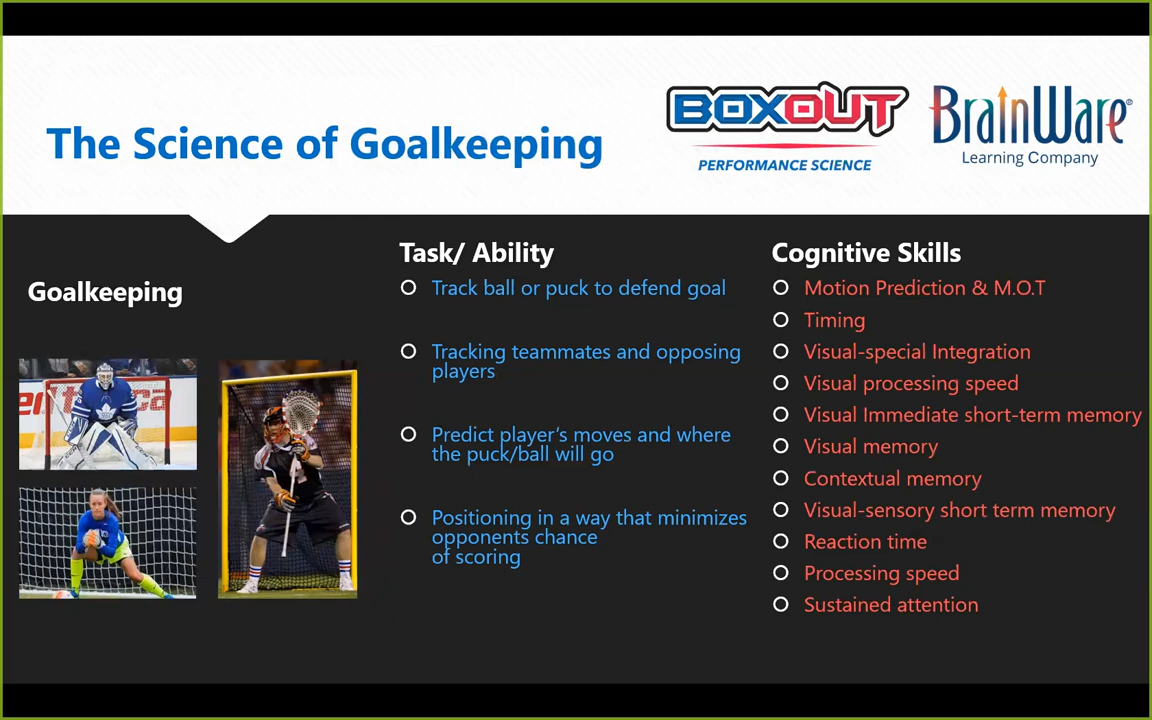 The Science of Goalkeeping
BOXOUT
PERFORMANCE SCIENCE
BrainWare®
Learning Company
Goalkeeping
Task/ Ability
Track ball or puck to defend goal
Tracking teammates and opposing
players
Predict player's moves and where
the puck/ball will go
Positioning in a way that minimizes
opponents chance
of scoring
Cognitive Skills
Motion Prediction & M.O.T
Timing
Visual-special Integration
Visual processing speed
Visual Immediate short-term memory
Visual memory
Contextual memory
Visual-sensory short term memory
Reaction time
Processing speed
Sustained attention